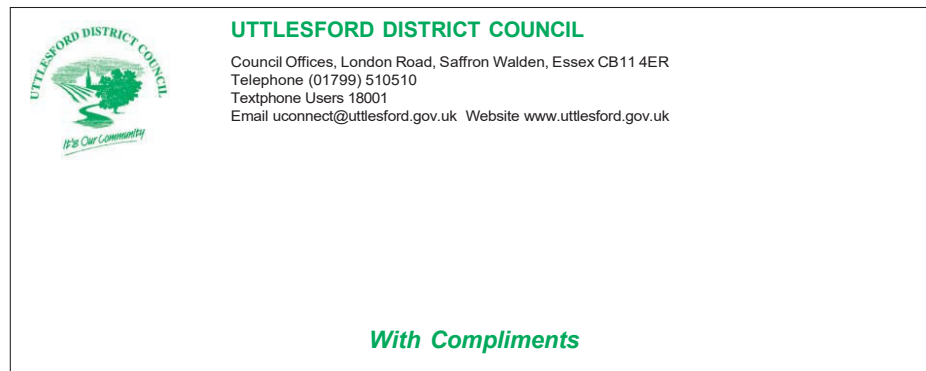 UTTLESFORD DISTRICT COUNCIL
It's Our Community
UTTLESFORD DISTRICT COUNCIL
Council Offices, London Road, Saffron Walden, Essex CB11 4ER
Telephone (01799) 510510
Textphone Users 18001
Email uconnect@uttlesford.gov.uk Website www.uttlesford.gov.uk
With Compliments